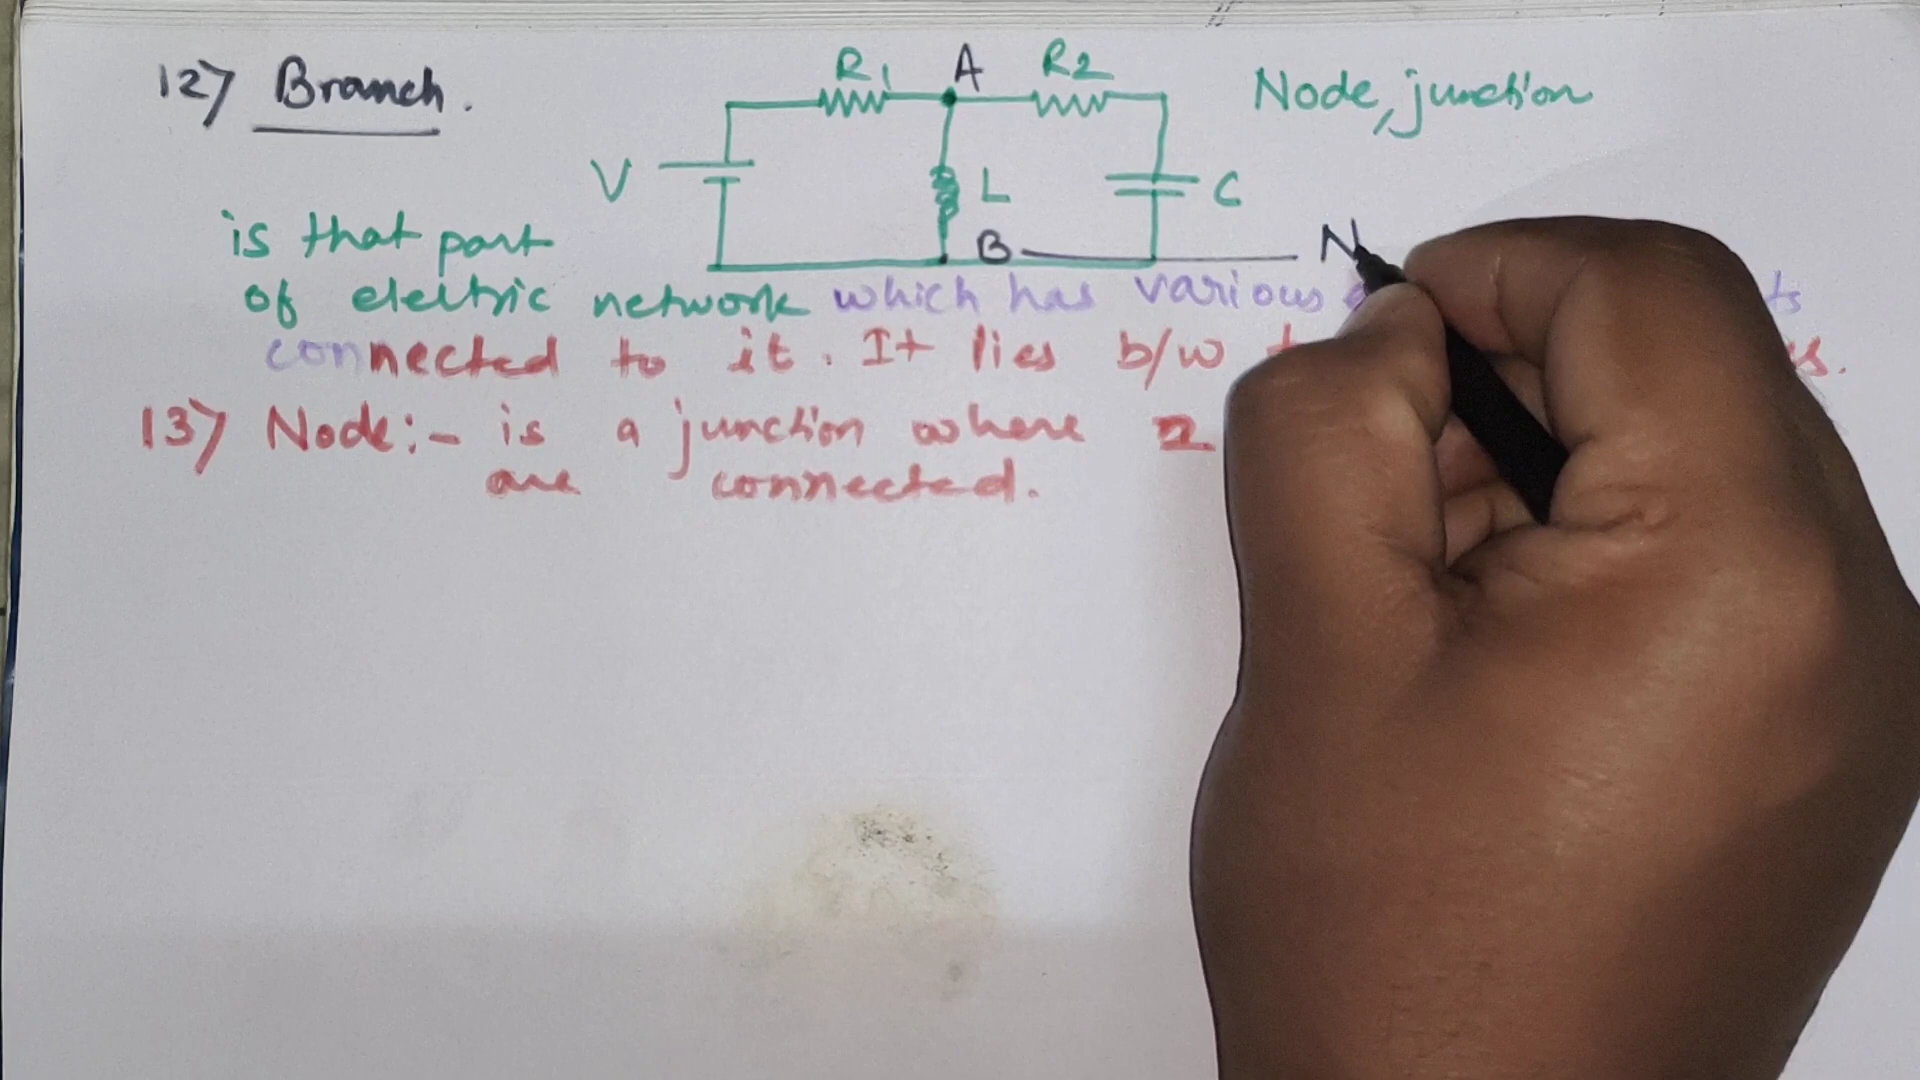 12) Branch.
R1 A R2
Node, junction
V L C
B N
is that part
of electric network which has various
connected to it. It lies b/w
13) Node:- is a junction where 2
are connected.